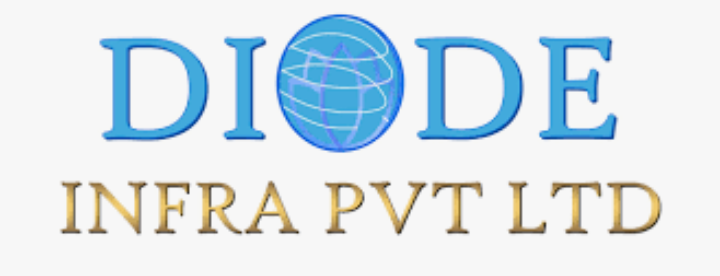 DIODE
INFRA PVT LTD